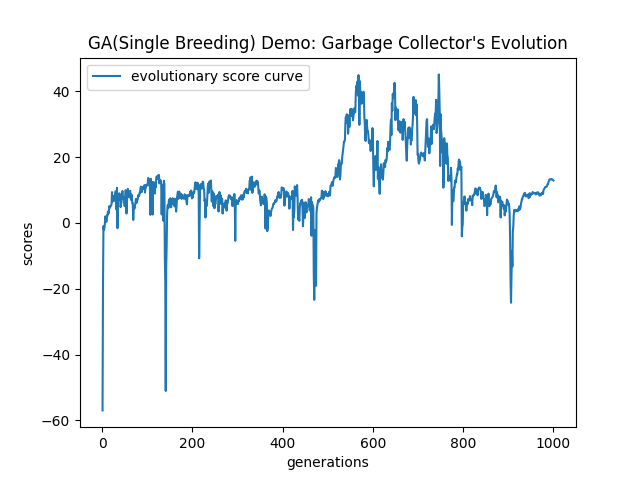 GA(Single Breeding) Demo: Garbage Collector's Evolution
evolutionary score curve
40
20
0
−20
−40
−60
scores
0 200 400 600 800 1000
generations